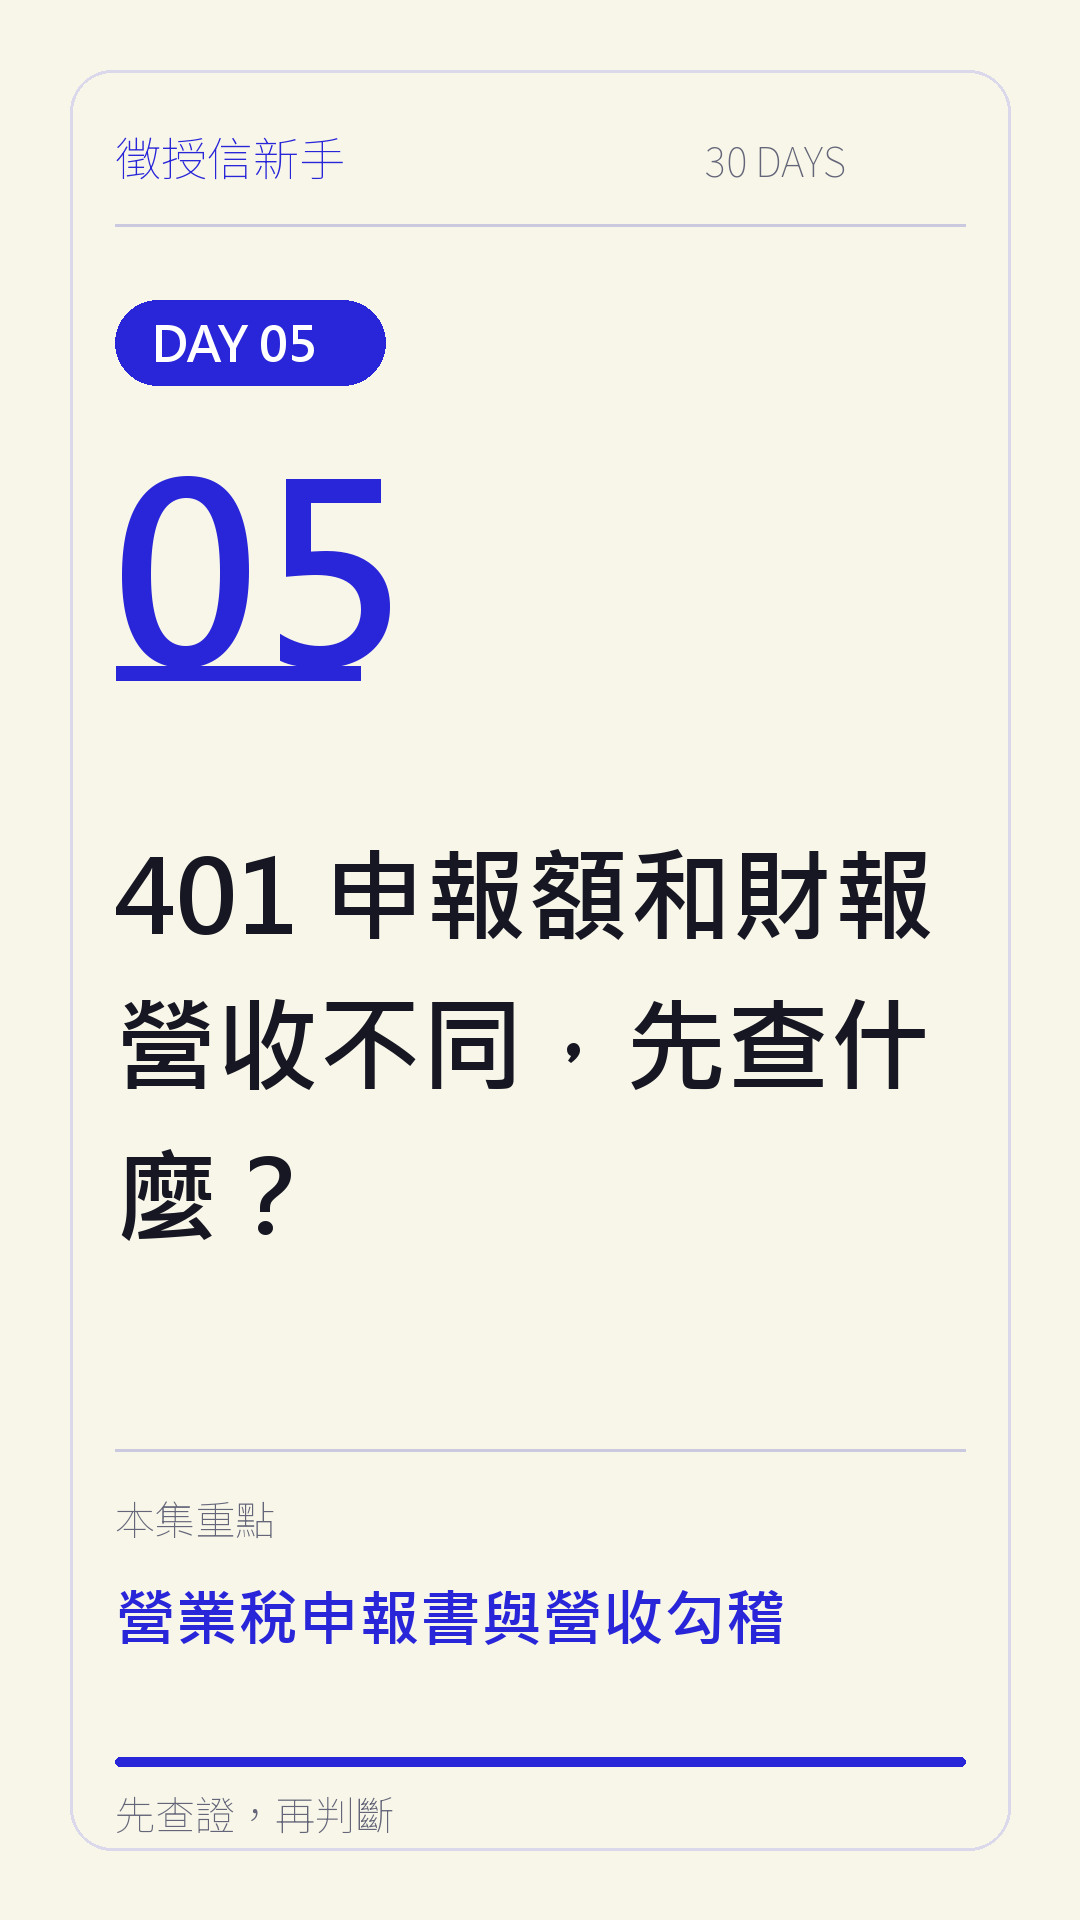 徵授信新手
30 DAYS
DAY 05
05
401 申報額和財報
營收不同，先查什
麼？
本集重點
營業稅申報書與營收勾稽
先查證，再判斷